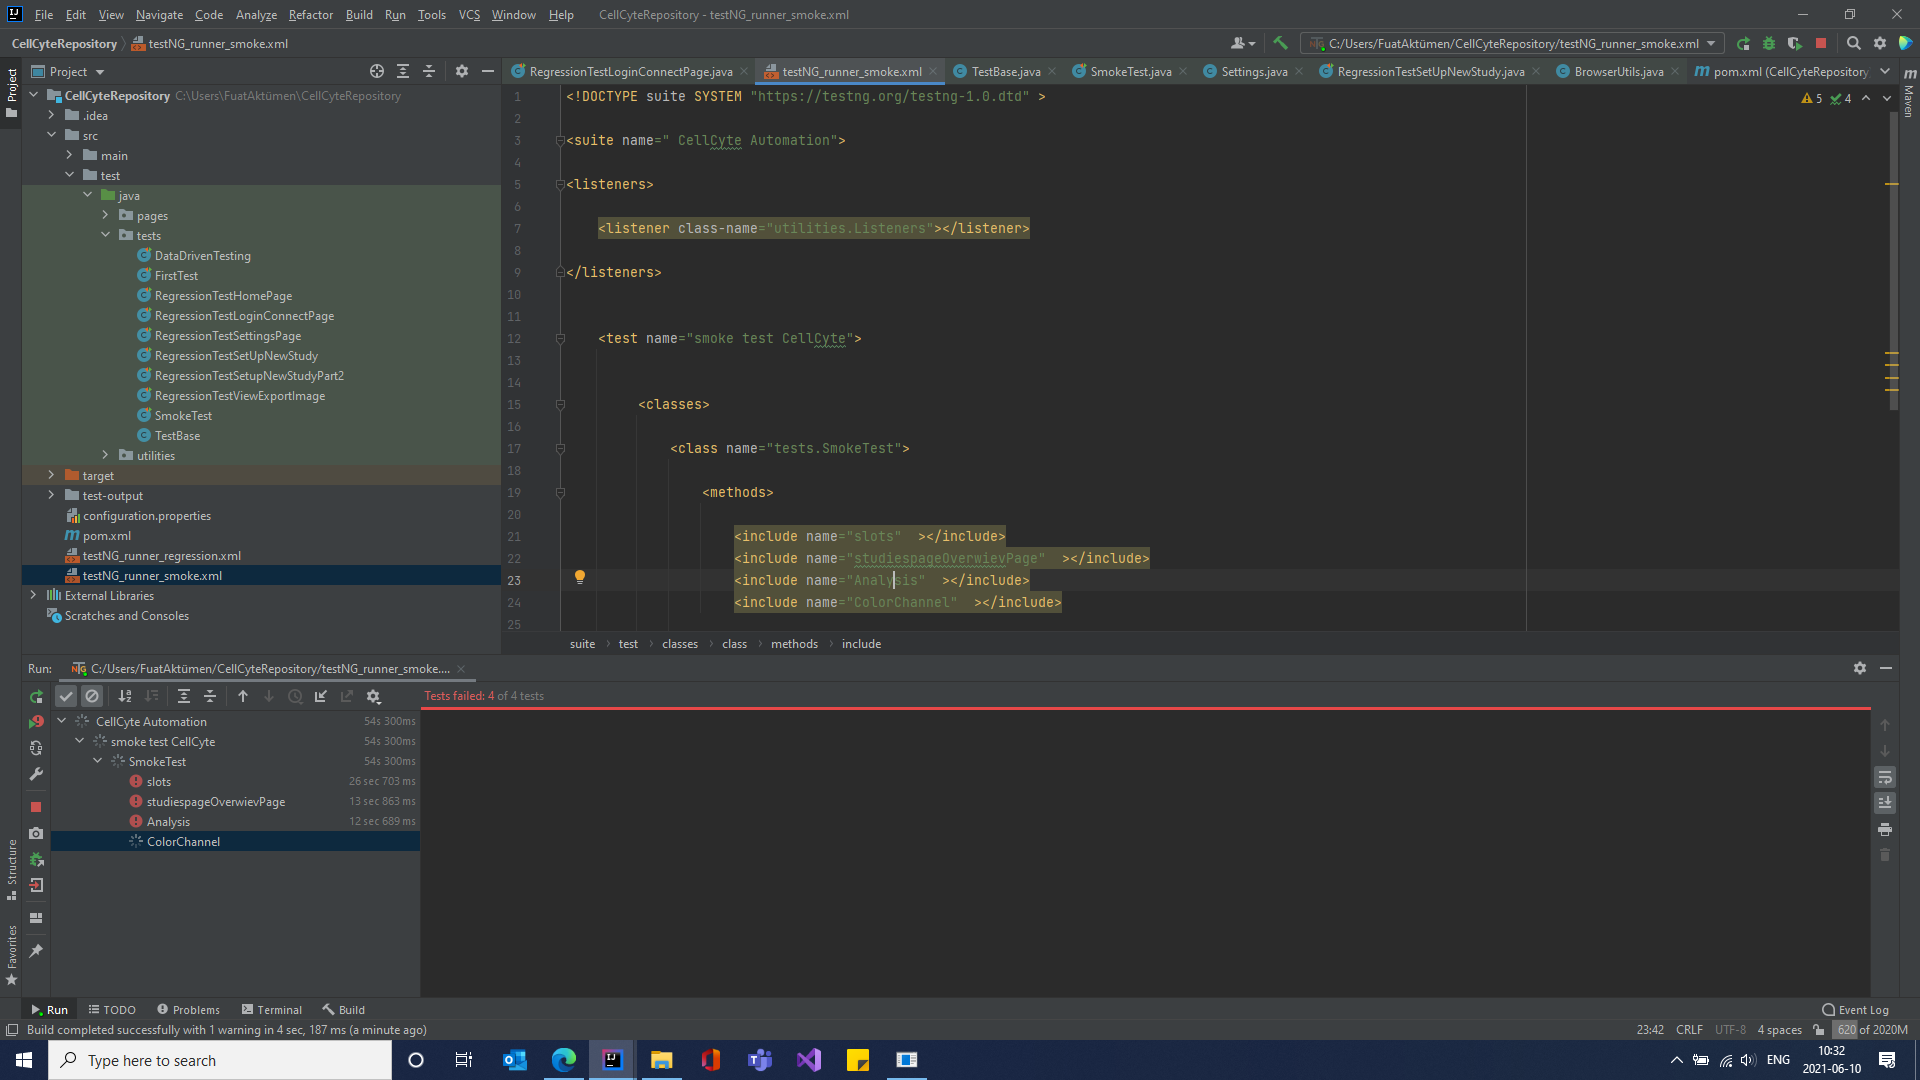 File Edit View Navigate Code Analyze Refactor Build Run Tools VCS Window Help CellCyteRepository - testNG_runner_smoke.xml
CellCyteRepository testNG_runner_smoke.xml C:/Users/FuatAktümen/CellCyteRepository/testNG_runner_smoke.xml
Project RegressionTestLoginConnectPage.java testNG_runner_smoke.xml TestBase.java SmokeTest.java Settings.java RegressionTestSetUpNewStudy.java BrowserUtils.java pom.xml (CellCyteRepository)
Project
Maven
CellCyteRepository C:\Users\FuatAktümen\CellCyteRepository
.idea
src
main
test
java
pages
tests
DataDrivenTesting
FirstTest
RegressionTestHomePage
RegressionTestLoginConnectPage
RegressionTestSettingsPage
RegressionTestSetUpNewStudy
RegressionTestSetupNewStudyPart2
RegressionTestViewExportImage
SmokeTest
TestBase
utilities
target
test-output
configuration.properties
pom.xml
testNG_runner_regression.xml
testNG_runner_smoke.xml
External Libraries
Scratches and Consoles
1 <!DOCTYPE suite SYSTEM "https://testng.org/testng-1.0.dtd" >
5 4
2
3 <suite name=" CellCyte Automation">
4
5 <listeners>
6
7 <listener class-name="utilities.Listeners"></listener>
8
9 </listeners>
10
11
12 <test name="smoke test CellCyte">
13
14
15 <classes>
16
17 <class name="tests.SmokeTest">
18
19 <methods>
20
21 <include name="slots" ></include>
22 <include name="studiespageOverwievPage" ></include>
23 <include name="Analysis" ></include>
24 <include name="ColorChannel" ></include>
25
suite test classes class methods include
Run: C:/Users/FuatAktümen/CellCyteRepository/testNG_runner_smoke....
Tests failed: 4 of 4 tests
CellCyte Automation 54s 300ms
smoke test CellCyte 54s 300ms
SmokeTest 54s 300ms
slots 26 sec 703 ms
studiespageOverwievPage 13 sec 863 ms
Analysis 12 sec 689 ms
ColorChannel
Structure
Favorites
Run TODO Problems Terminal Build Event Log
Build completed successfully with 1 warning in 4 sec, 187 ms (a minute ago) 23:42 CRLF UTF-8 4 spaces 620 of 2020M
Type here to search
ENG 10:32
2021-06-10